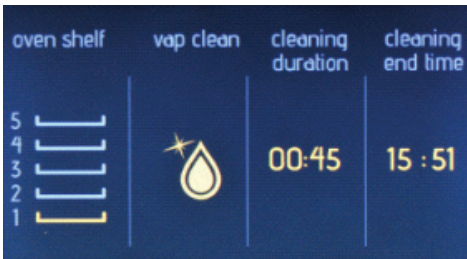 oven shelf
vap clean
cleaning
duration
cleaning
end time
5
4
3
2
1
00:45
15 : 51